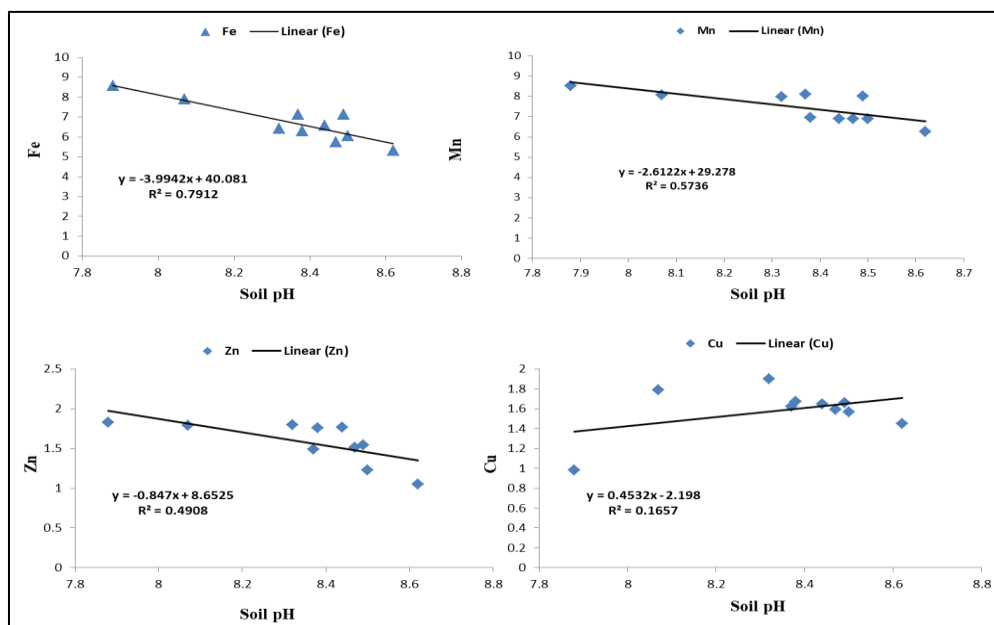 Fe Linear (Fe)
10
9
8
7
6
5
4
3
2
1
0
Fe
y = -3.9942x + 40.081
R² = 0.7912
7.8 8 8.2 8.4 8.6 8.8
Soil pH
Mn Linear (Mn)
10
9
8
7
6
5
4
3
2
1
0
Mn
y = -2.6122x + 29.278
R² = 0.5736
7.8 7.9 8 8.1 8.2 8.3 8.4 8.5 8.6 8.7
Soil pH
Zn Linear (Zn)
2.5
2
1.5
1
0.5
0
Zn
y = -0.847x + 8.6525
R² = 0.4908
7.8 8 8.2 8.4 8.6 8.8
Soil pH
Cu Linear (Cu)
2
1.8
1.6
1.4
1.2
1
0.8
0.6
0.4
0.2
0
Cu
y = 0.4532x - 2.198
R² = 0.1657
7.8 8 8.2 8.4 8.6 8.8
Soil pH